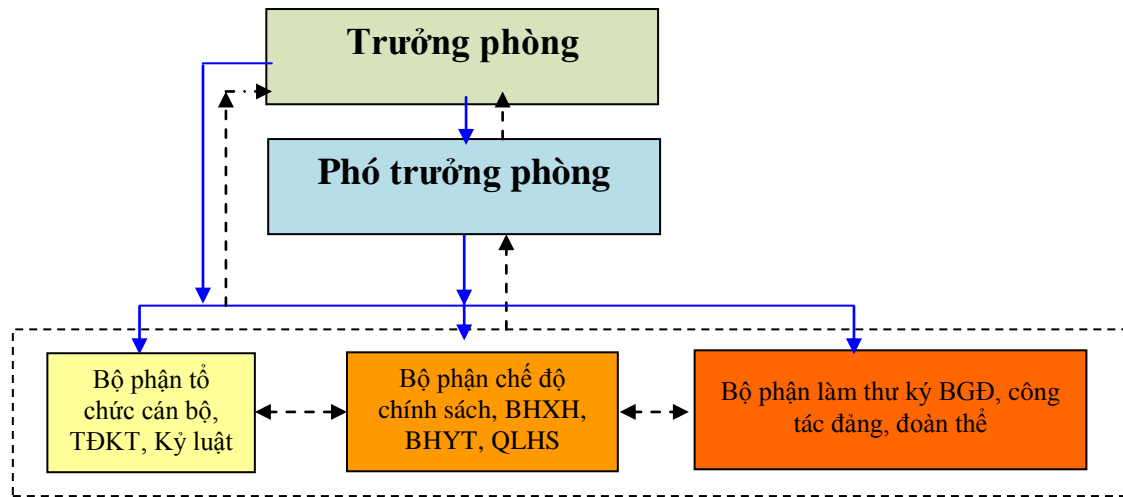 Trưởng phòng
Phó trưởng phòng
Bộ phận tổ
chức cán bộ,
TĐKT, Kỷ luật
Bộ phận chế độ
chính sách, BHXH,
BHYT, QLHS
Bộ phận làm thư ký BGĐ, công
tác đảng, đoàn thể